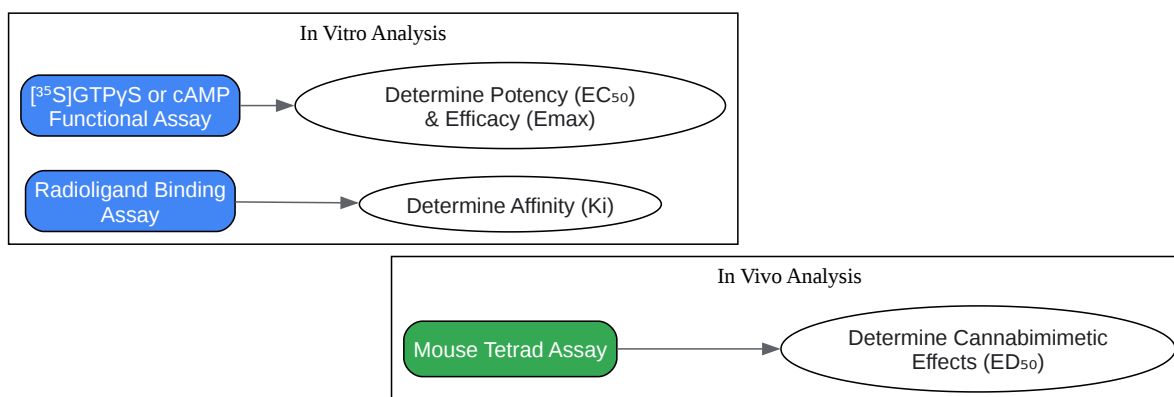 In Vitro Analysis
[³⁵S]GTPγS or cAMP
Functional Assay
Determine Potency (EC₅₀)
& Efficacy (Emax)
Radioligand Binding
Assay
Determine Affinity (Ki)
In Vivo Analysis
Mouse Tetrad Assay
Determine Cannabimimetic
Effects (ED₅₀)